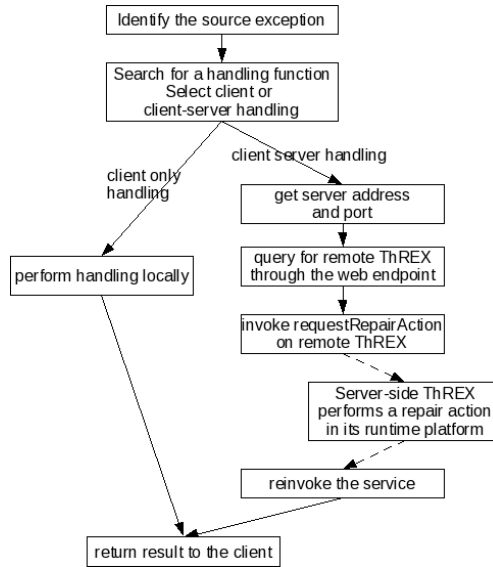 Identify the source exception
Search for a handling function
Select client or
client-server handling
client only
handling
client server handling
get server address
and port
query for remote ThREX
through the web endpoint
perform handling locally
invoke requestRepairAction
on remote ThREX
Server-side ThREX
performs a repair action
in its runtime platform
reinvoke the service
return result to the client